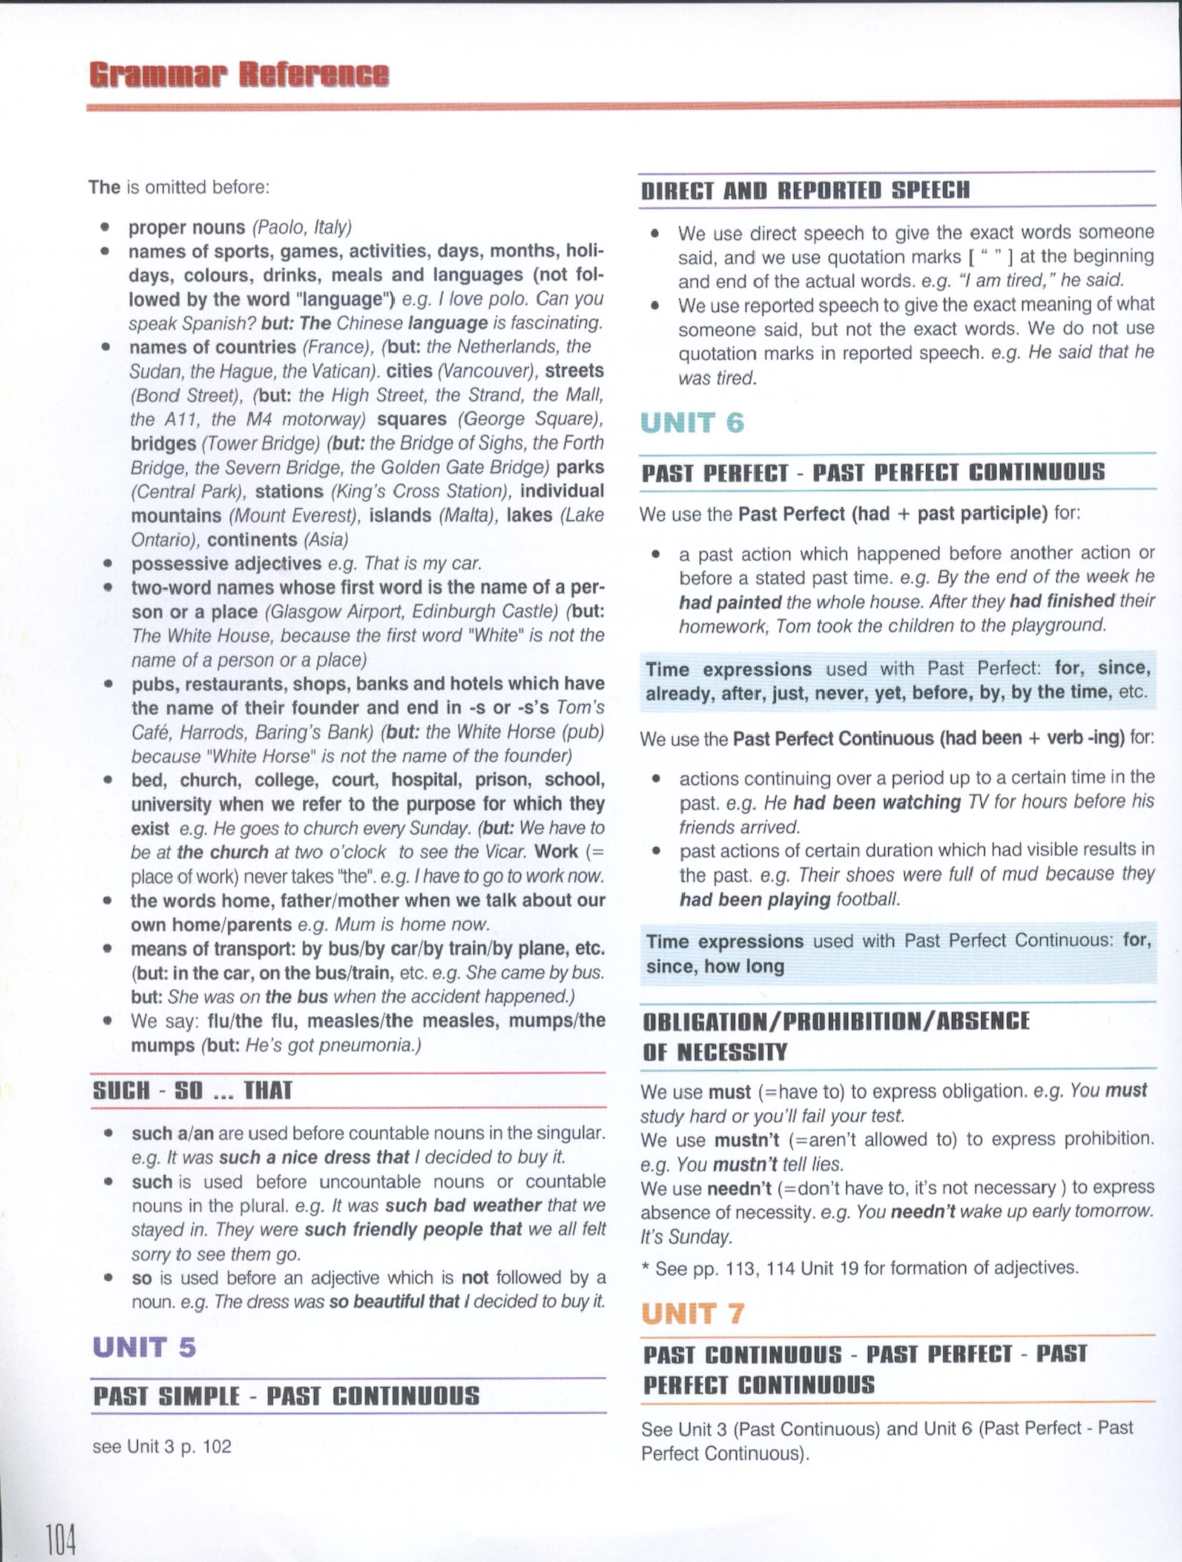 Grammar Reference
The is omitted before:
• proper nouns (Paolo, Italy)
• names of sports, games, activities, days, months, holi-
days, colours, drinks, meals and languages (not fol-
lowed by the word "language") e.g. I love polo. Can you
speak Spanish? but: The Chinese language is fascinating.
• names of countries (France), (but: the Netherlands, the
Sudan, the Hague, the Vatican). cities (Vancouver), streets
(Bond Street), (but: the High Street, the Strand, the Mall,
the A11, the M4 motorway) squares (George Square),
bridges (Tower Bridge) (but: the Bridge of Sighs, the Forth
Bridge, the Severn Bridge, the Golden Gate Bridge) parks
(Central Park), stations (King's Cross Station), individual
mountains (Mount Everest), islands (Malta), lakes (Lake
Ontario), continents (Asia)
• possessive adjectives e.g. That is my car.
• two-word names whose first word is the name of a per-
son or a place (Glasgow Airport, Edinburgh Castle) (but:
The White House, because the first word "White" is not the
name of a person or a place)
• pubs, restaurants, shops, banks and hotels which have
the name of their founder and end in -s or -s's Tom's
Café, Harrods, Baring's Bank) (but: the White Horse (pub)
because "White Horse" is not the name of the founder)
• bed, church, college, court, hospital, prison, school,
university when we refer to the purpose for which they
exist e.g. He goes to church every Sunday. (but: We have to
be at the church at two o'clock to see the Vicar. Work (=
place of work) never takes "the". e.g. I have to go to work now.
• the words home, father/mother when we talk about our
own home/parents e.g. Mum is home now.
• means of transport: by bus/by car/by train/by plane, etc.
(but: in the car, on the bus/train, etc. e.g. She came by bus.
but: She was on the bus when the accident happened.)
• We say: flu/the flu, measles/the measles, mumps/the
mumps (but: He's got pneumonia.)
SUCH - SO ... THAT
• such a/an are used before countable nouns in the singular.
e.g. It was such a nice dress that I decided to buy it.
• such is used before uncountable nouns or countable
nouns in the plural. e.g. It was such bad weather that we
stayed in. They were such friendly people that we all felt
sorry to see them go.
• so is used before an adjective which is not followed by a
noun. e.g. The dress was so beautiful that I decided to buy it.
UNIT 5
PAST SIMPLE - PAST CONTINUOUS
see Unit 3 p. 102
DIRECT AND REPORTED SPEECH
• We use direct speech to give the exact words someone
said, and we use quotation marks [ “ ” ] at the beginning
and end of the actual words. e.g. "I am tired," he said.
• We use reported speech to give the exact meaning of what
someone said, but not the exact words. We do not use
quotation marks in reported speech. e.g. He said that he
was tired.
UNIT 6
PAST PERFECT - PAST PERFECT CONTINUOUS
We use the Past Perfect (had + past participle) for:
• a past action which happened before another action or
before a stated past time. e.g. By the end of the week he
had painted the whole house. After they had finished their
homework, Tom took the children to the playground.
Time expressions used with Past Perfect: for, since,
already, after, just, never, yet, before, by, by the time, etc.
We use the Past Perfect Continuous (had been + verb -ing) for:
• actions continuing over a period up to a certain time in the
past. e.g. He had been watching TV for hours before his
friends arrived.
• past actions of certain duration which had visible results in
the past. e.g. Their shoes were full of mud because they
had been playing football.
Time expressions used with Past Perfect Continuous: for,
since, how long
OBLIGATION/PROHIBITION/ABSENCE
OF NECESSITY
We use must (=have to) to express obligation. e.g. You must
study hard or you'll fail your test.
We use mustn't (=aren't allowed to) to express prohibition.
e.g. You mustn't tell lies.
We use needn't (=don't have to, it's not necessary ) to express
absence of necessity. e.g. You needn't wake up early tomorrow.
It's Sunday.
* See pp. 113, 114 Unit 19 for formation of adjectives.
UNIT 7
PAST CONTINUOUS - PAST PERFECT - PAST
PERFECT CONTINUOUS
See Unit 3 (Past Continuous) and Unit 6 (Past Perfect - Past
Perfect Continuous).
104